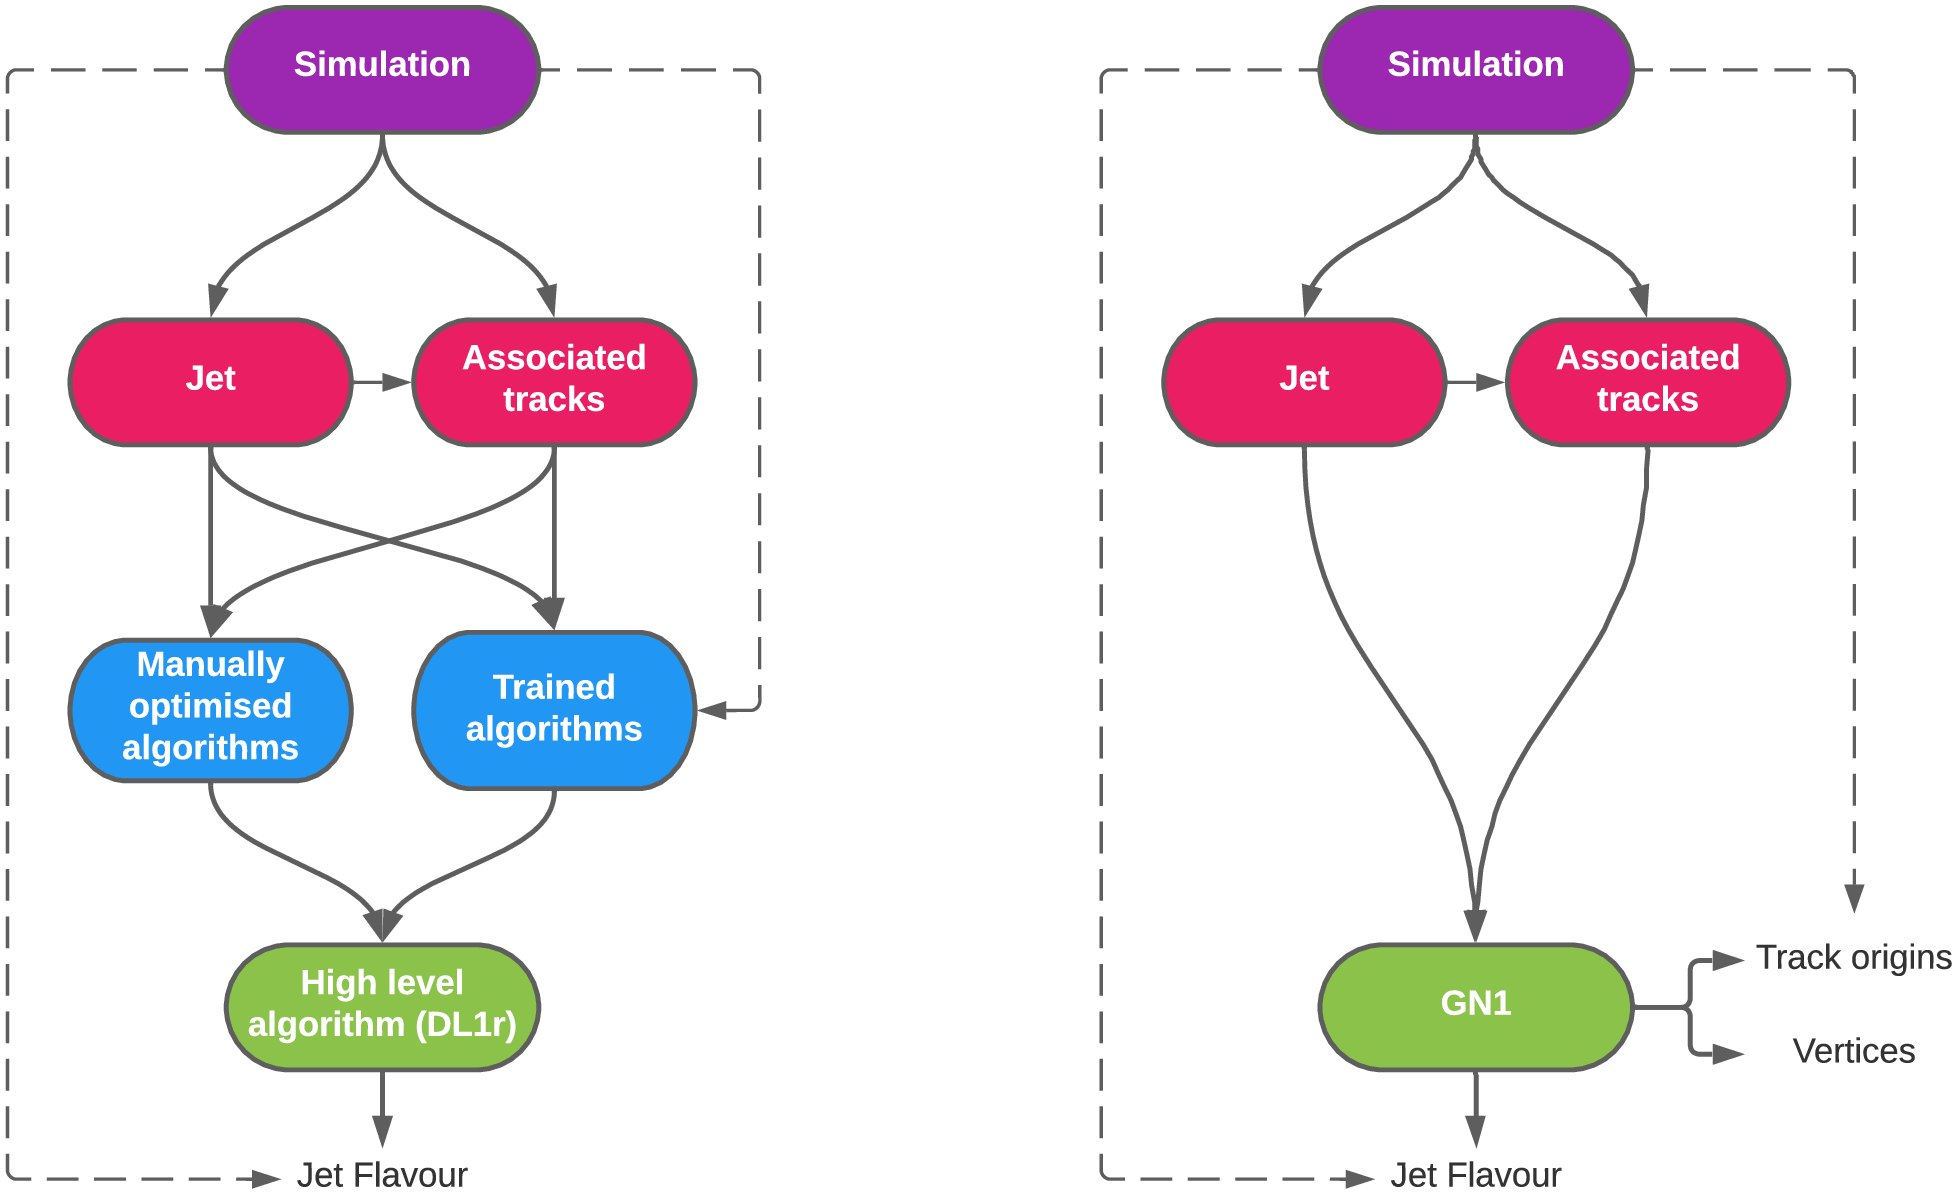 Simulation
Jet
Associated
tracks
Manually
optimised
algorithms
Trained
algorithms
High level
algorithm (DL1r)
Jet Flavour
Simulation
Jet
Associated
tracks
GN1
Track origins
Vertices
Jet Flavour